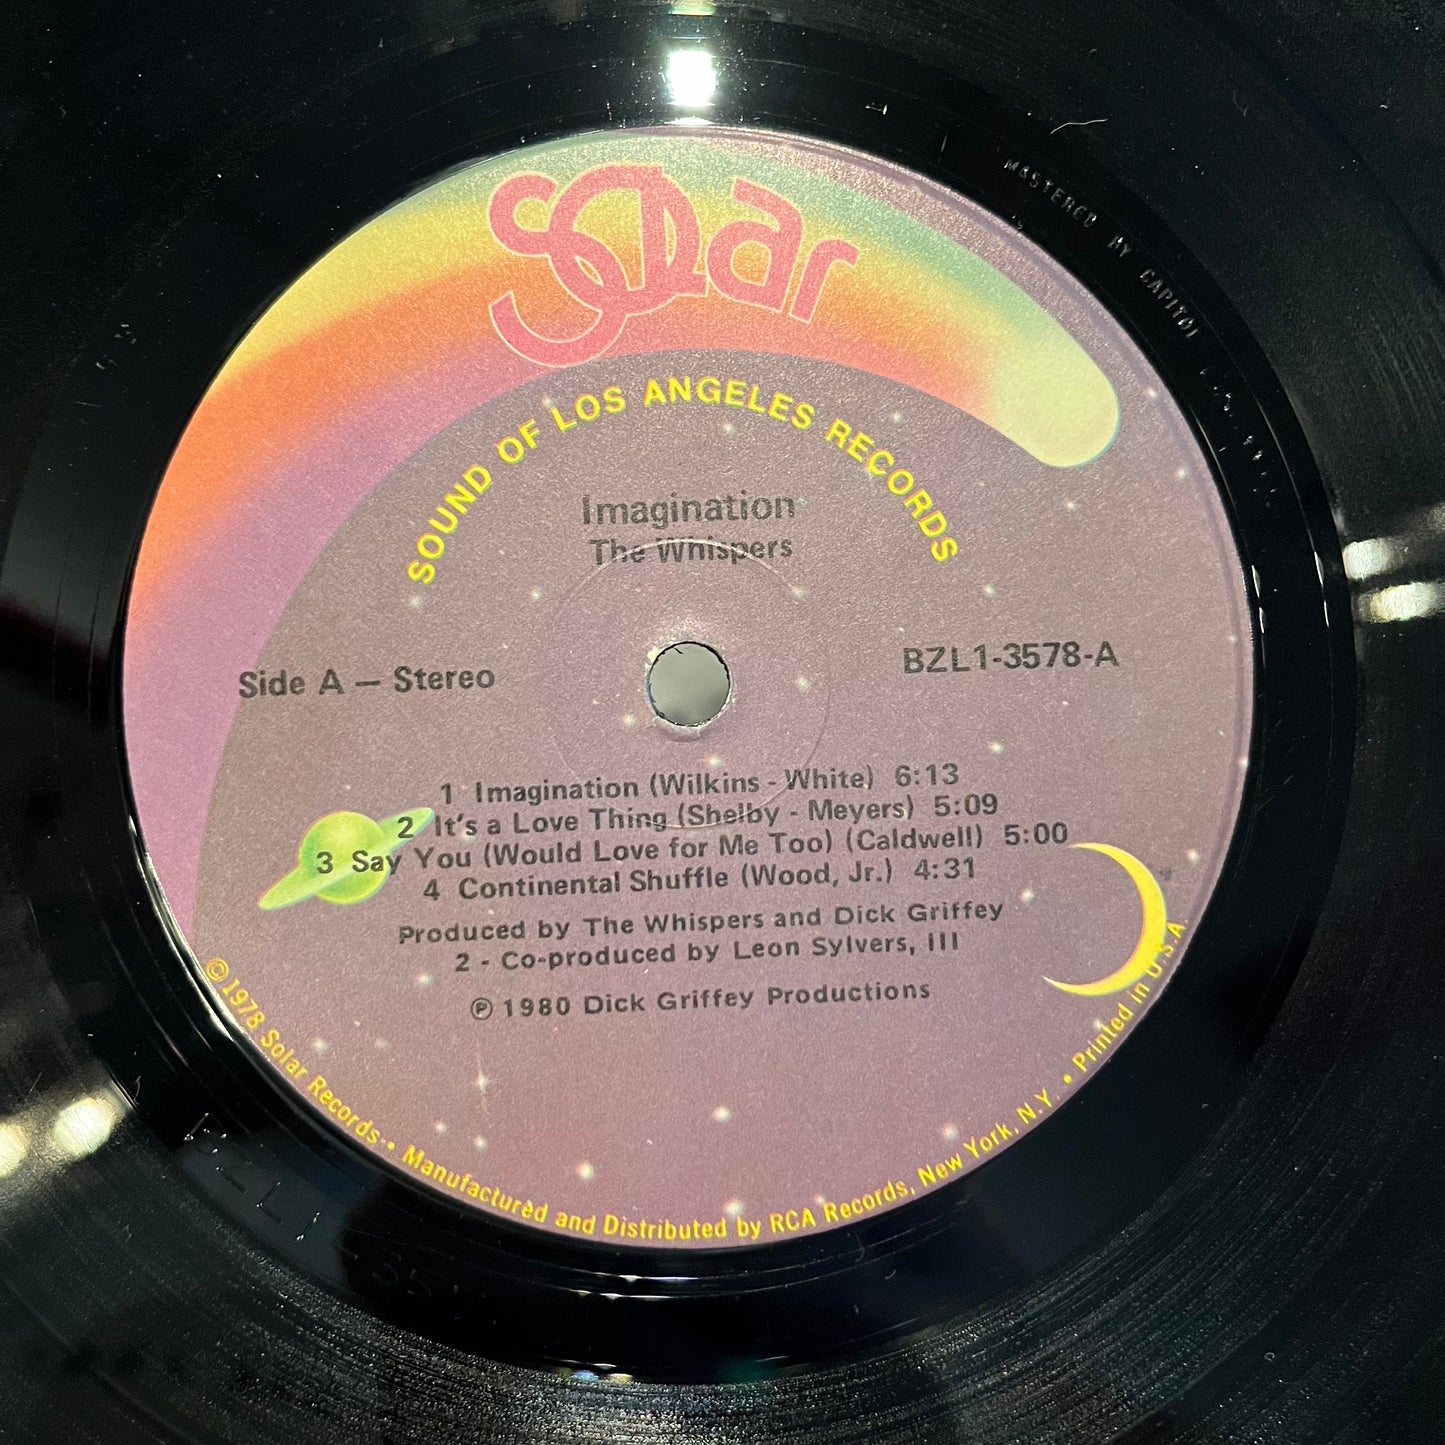 Solar
SOUND OF LOS ANGELES RECORDS
Imagination
The Whispers
Side A — Stereo
BZL1-3578-A
1 Imagination (Wilkins - White) 6:13
2 It's a Love Thing (Shelby - Meyers) 5:09
3 Say You (Would Love for Me Too) (Caldwell) 5:00
4 Continental Shuffle (Wood, Jr.) 4:31
Produced by The Whispers and Dick Griffey
2 - Co-produced by Leon Sylvers, III
℗ 1980 Dick Griffey Productions
© 1978 Solar Records • Manufactured and Distributed by RCA Records, New York, N.Y. • Printed in U.S.A.
MASTERED BY CAPITOL